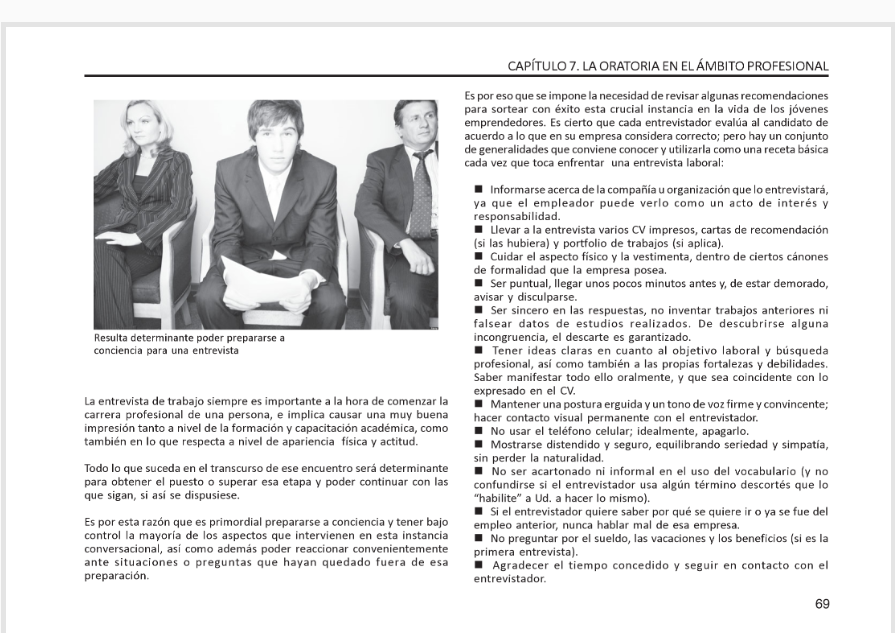 CAPÍTULO 7. LA ORATORIA EN EL ÁMBITO PROFESIONAL
Resulta determinante poder prepararse a
conciencia para una entrevista
La entrevista de trabajo siempre es importante a la hora de comenzar la
carrera profesional de una persona, e implica causar una muy buena
impresión tanto a nivel de la formación y capacitación académica, como
también en lo que respecta a nivel de apariencia física y actitud.
Todo lo que suceda en el transcurso de ese encuentro será determinante
para obtener el puesto o superar esa etapa y poder continuar con las
que sigan, si así se dispusiese.
Es por esta razón que es primordial prepararse a conciencia y tener bajo
control la mayoría de los aspectos que intervienen en esta instancia
conversacional, así como además poder reaccionar convenientemente
ante situaciones o preguntas que hayan quedado fuera de esa
preparación.
Es por eso que se impone la necesidad de revisar algunas recomendaciones
para sortear con éxito esta crucial instancia en la vida de los jóvenes
emprendedores. Es cierto que cada entrevistador evalúa al candidato de
acuerdo a lo que en su empresa considera correcto; pero hay un conjunto
de generalidades que conviene conocer y utilizarla como una receta básica
cada vez que toca enfrentar una entrevista laboral:
■ Informarse acerca de la compañía u organización que lo entrevistará,
ya que el empleador puede verlo como un acto de interés y
responsabilidad.
■ Llevar a la entrevista varios CV impresos, cartas de recomendación
(si las hubiera) y portfolio de trabajos (si aplica).
■ Cuidar el aspecto físico y la vestimenta, dentro de ciertos cánones
de formalidad que la empresa posea.
■ Ser puntual, llegar unos pocos minutos antes y, de estar demorado,
avisar y disculparse.
■ Ser sincero en las respuestas, no inventar trabajos anteriores ni
falsear datos de estudios realizados. De descubrirse alguna
incongruencia, el descarte es garantizado.
■ Tener ideas claras en cuanto al objetivo laboral y búsqueda
profesional, así como también a las propias fortalezas y debilidades.
Saber manifestar todo ello oralmente, y que sea coincidente con lo
expresado en el CV.
■ Mantener una postura erguida y un tono de voz firme y convincente;
hacer contacto visual permanente con el entrevistador.
■ No usar el teléfono celular; idealmente, apagarlo.
■ Mostrarse distendido y seguro, equilibrando seriedad y simpatía,
sin perder la naturalidad.
■ No ser acartonado ni informal en el uso del vocabulario (y no
confundirse si el entrevistador usa algún término descortés que lo
“habilite” a Ud. a hacer lo mismo).
■ Si el entrevistador quiere saber por qué se quiere ir o ya se fue del
empleo anterior, nunca hablar mal de esa empresa.
■ No preguntar por el sueldo, las vacaciones y los beneficios (si es la
primera entrevista).
■ Agradecer el tiempo concedido y seguir en contacto con el
entrevistador.
69